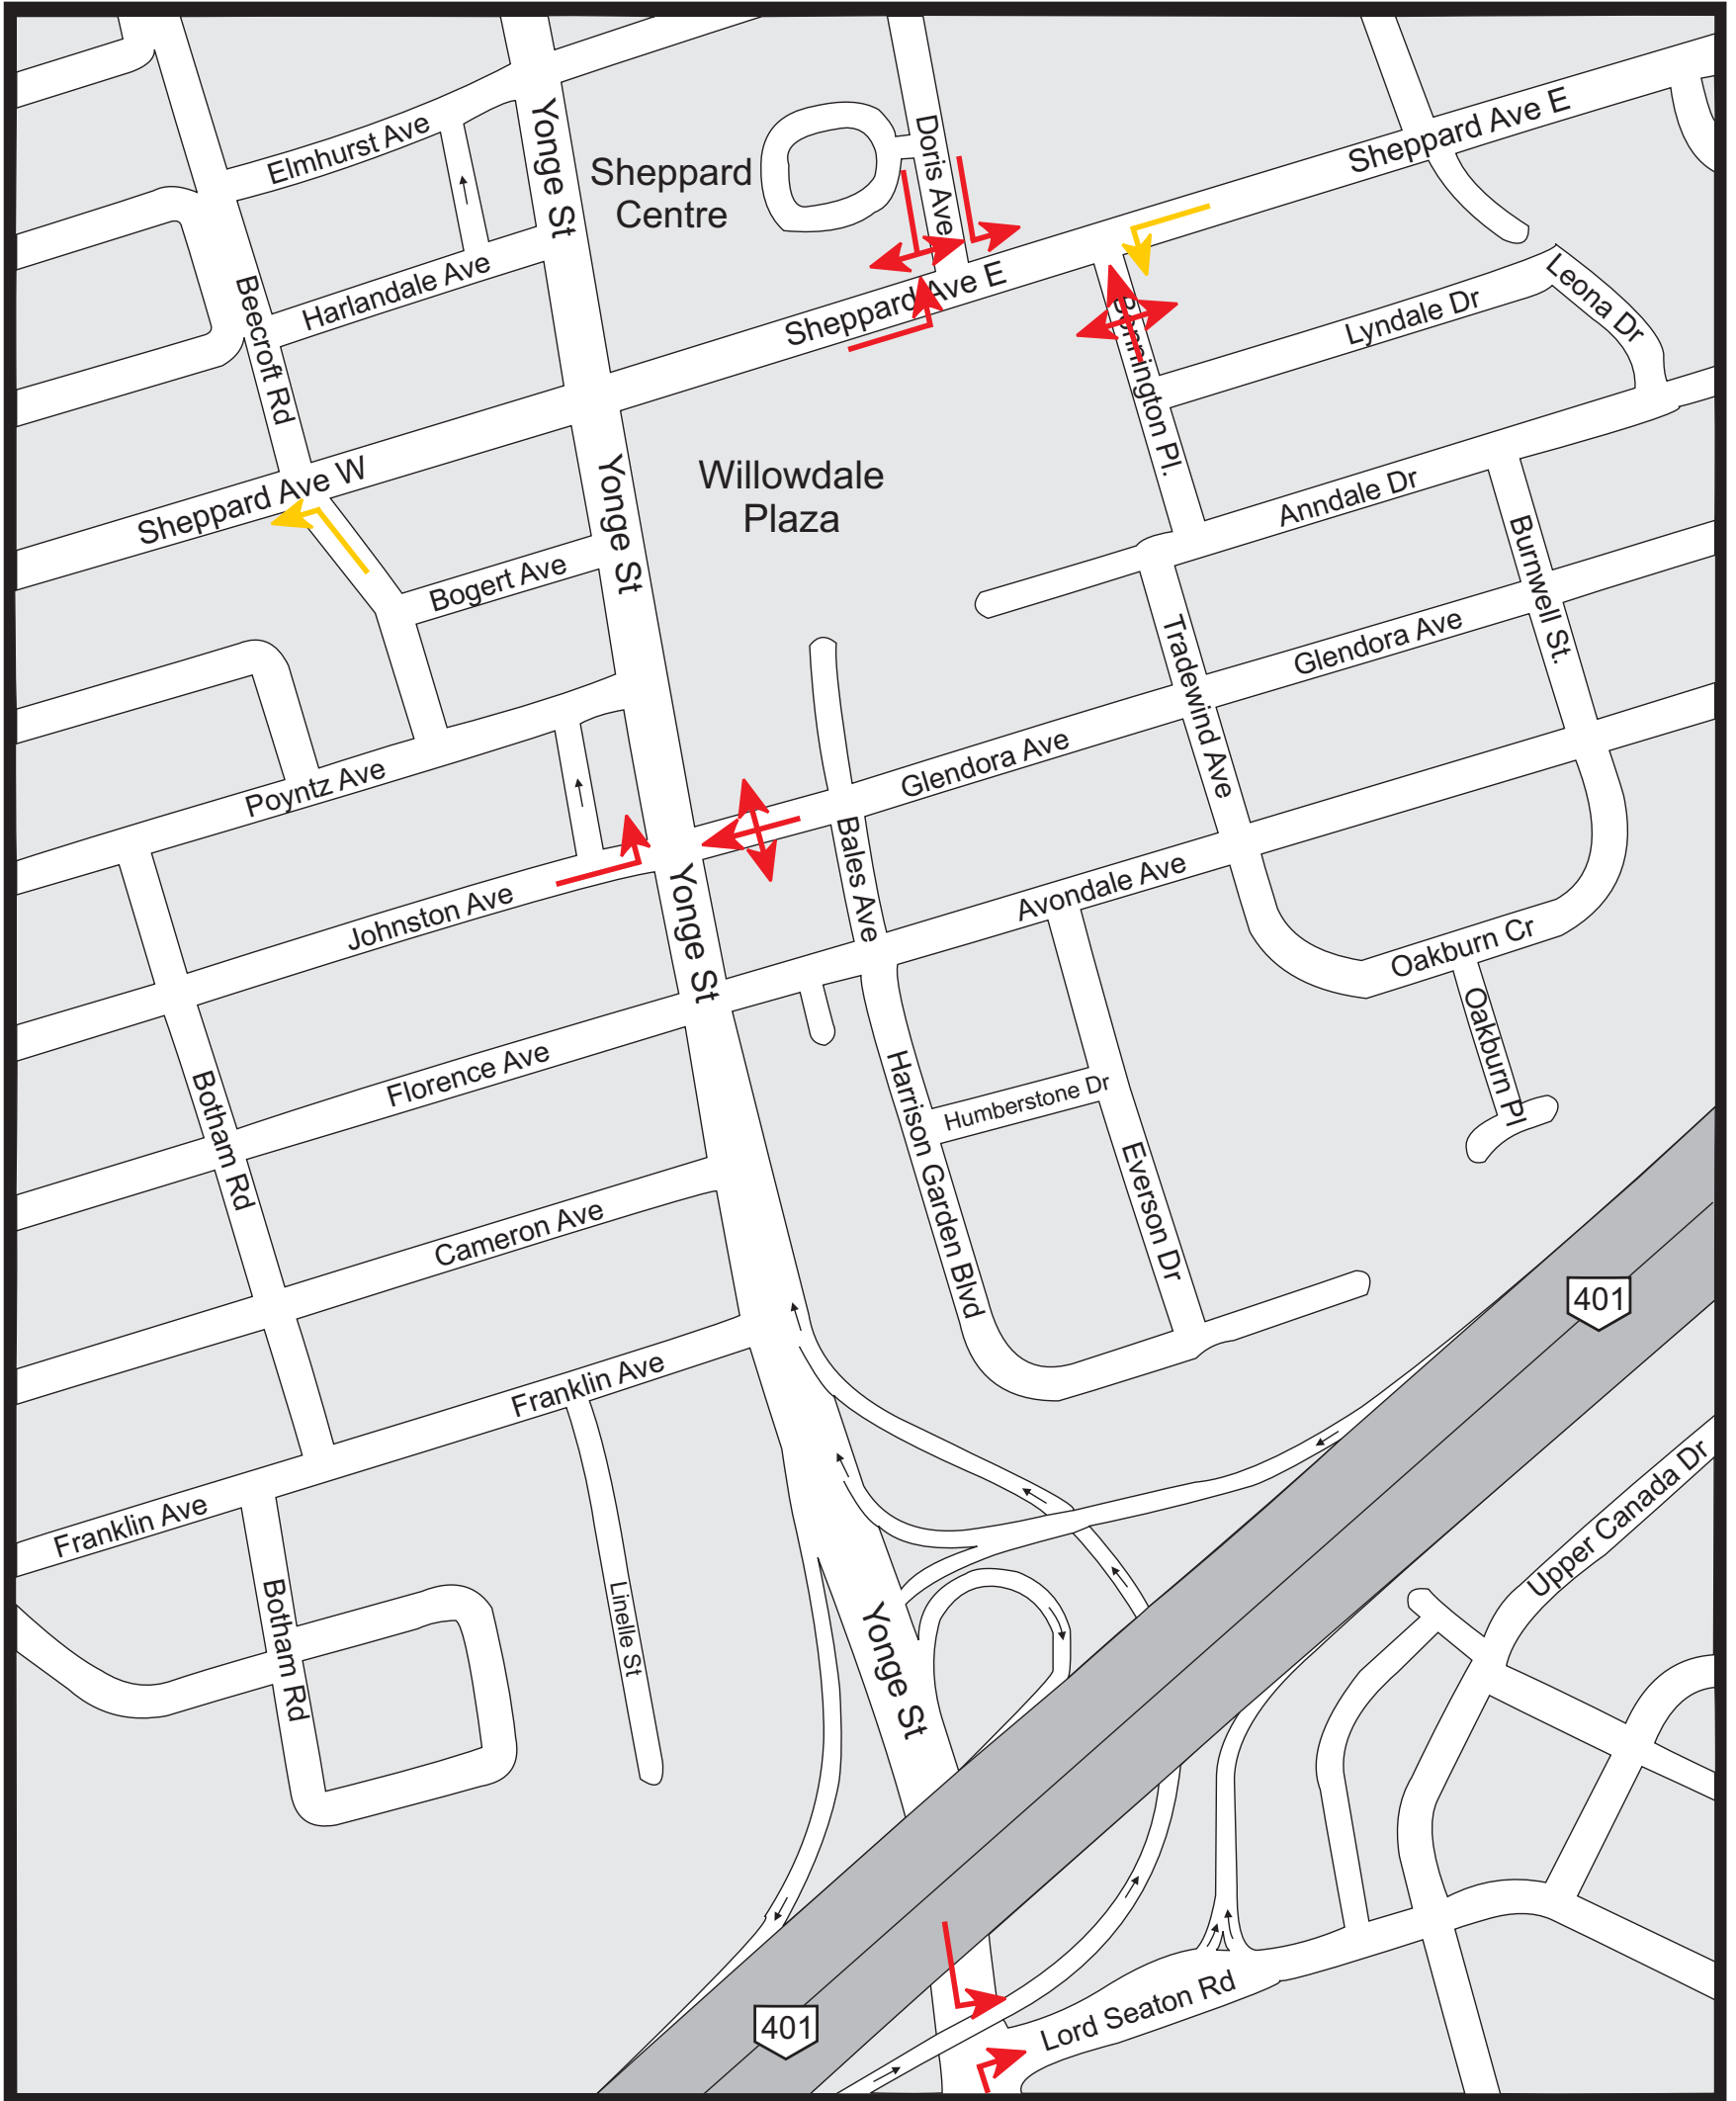 Elmhurst Ave
Yonge St
Sheppard
Centre
Doris Ave
Sheppard Ave E
Harlandale Ave
Beecroft Rd
Sheppard Ave E
Leona Dr
Lyndale Dr
Bonnington Pl.
Sheppard Ave W
Yonge St
Willowdale
Plaza
Anndale Dr
Bogert Ave
Burnwell St.
Glendora Ave
Tradewind Ave
Poyntz Ave
Glendora Ave
Bales Ave
Johnston Ave
Yonge St
Avondale Ave
Oakburn Cr
Oakburn Pl
Florence Ave
Botham Rd
Harrison Garden Blvd
Humberstone Dr
Everson Dr
Cameron Ave
401
Franklin Ave
Franklin Ave
Upper Canada Dr
Botham Rd
Linelle St
Yonge St
401
Lord Seaton Rd